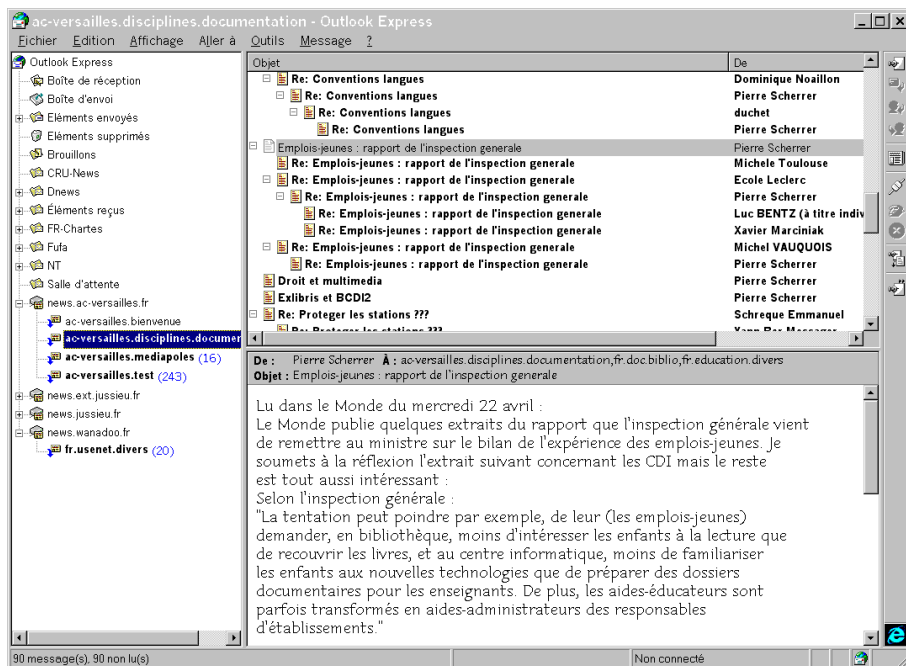 ac-versailles.disciplines.documentation - Outlook Express
Fichier Edition Affichage Aller à Outils Message ?
Outlook Express
Boîte de réception
Boîte d'envoi
Eléments envoyés
Eléments supprimés
Brouillons
CRU-News
Dnews
Éléments reçus
FR-Chartes
Fufa
NT
Salle d'attente
news.ac-versailles.fr
ac-versailles.bienvenue
ac-versailles.disciplines.documer
ac-versailles.mediapoles (16)
ac-versailles.test (243)
news.ext.jussieu.fr
news.jussieu.fr
news.wanadoo.fr
fr.usenet.divers (20)
Objet De
Re: Conventions langues Dominique Noaillon
Re: Conventions langues Pierre Scherrer
Re: Conventions langues duchet
Re: Conventions langues Pierre Scherrer
Emplois-jeunes : rapport de l'inspection generale Pierre Scherrer
Re: Emplois-jeunes : rapport de l'inspection generale Michele Toulouse
Re: Emplois-jeunes : rapport de l'inspection generale Ecole Leclerc
Re: Emplois-jeunes : rapport de l'inspection generale Pierre Scherrer
Re: Emplois-jeunes : rapport de l'inspection generale Luc BENTZ (à titre indiv
Re: Emplois-jeunes : rapport de l'inspection generale Xavier Marciniak
Re: Emplois-jeunes : rapport de l'inspection generale Michel VAUQUOIS
Re: Emplois-jeunes : rapport de l'inspection generale Pierre Scherrer
Droit et multimedia Pierre Scherrer
Exlibris et BCDI2 Pierre Scherrer
Re: Proteger les stations ??? Schreque Emmanuel
Re: Proteger les stations ??? Yann Ber Messager
De : Pierre Scherrer À : ac-versailles.disciplines.documentation,fr.doc.biblio,fr.education.divers
Objet : Emplois-jeunes : rapport de l'inspection generale
Lu dans le Monde du mercredi 22 avril :
Le Monde publie quelques extraits du rapport que l'inspection générale vient
de remettre au ministre sur le bilan de l'expérience des emplois-jeunes. Je
soumets à la réflexion l'extrait suivant concernant les CDI mais le reste
est tout aussi intéressant :
Selon l'inspection générale :
"La tentation peut poindre par exemple, de leur (les emplois-jeunes)
demander, en bibliothèque, moins d'intéresser les enfants à la lecture que
de recouvrir les livres, et au centre informatique, moins de familiariser
les enfants aux nouvelles technologies que de préparer des dossiers
documentaires pour les enseignants. De plus, les aides-éducateurs sont
parfois transformés en aides-administrateurs des responsables
d'établissements."
90 message(s), 90 non lu(s) Non connecté